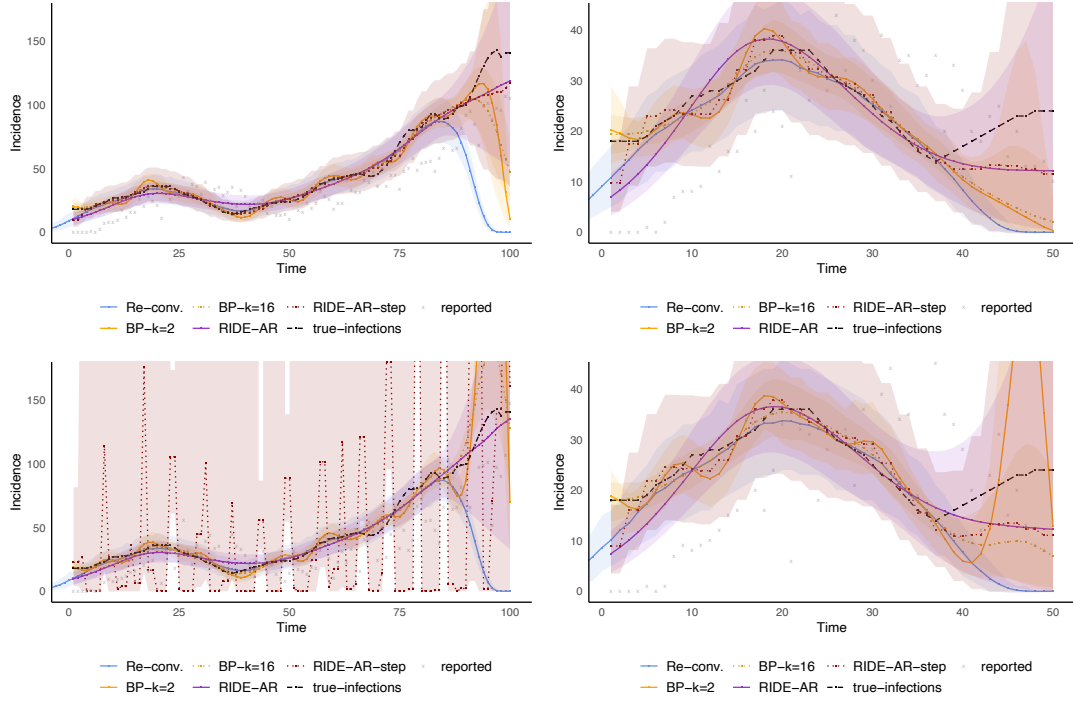 150
100
50
0
Incidence
0 25 50 75 100
Time
Re-conv. BP-k=16 RIDE-AR-step reported
BP-k=2 RIDE-AR true-infections
40
30
20
10
0
Incidence
0 10 20 30 40 50
Time
Re-conv. BP-k=16 RIDE-AR-step reported
BP-k=2 RIDE-AR true-infections
150
100
50
0
Incidence
0 25 50 75 100
Time
Re-conv. BP-k=16 RIDE-AR-step reported
BP-k=2 RIDE-AR true-infections
40
30
20
10
0
Incidence
0 10 20 30 40 50
Time
Re-conv. BP-k=16 RIDE-AR-step reported
BP-k=2 RIDE-AR true-infections